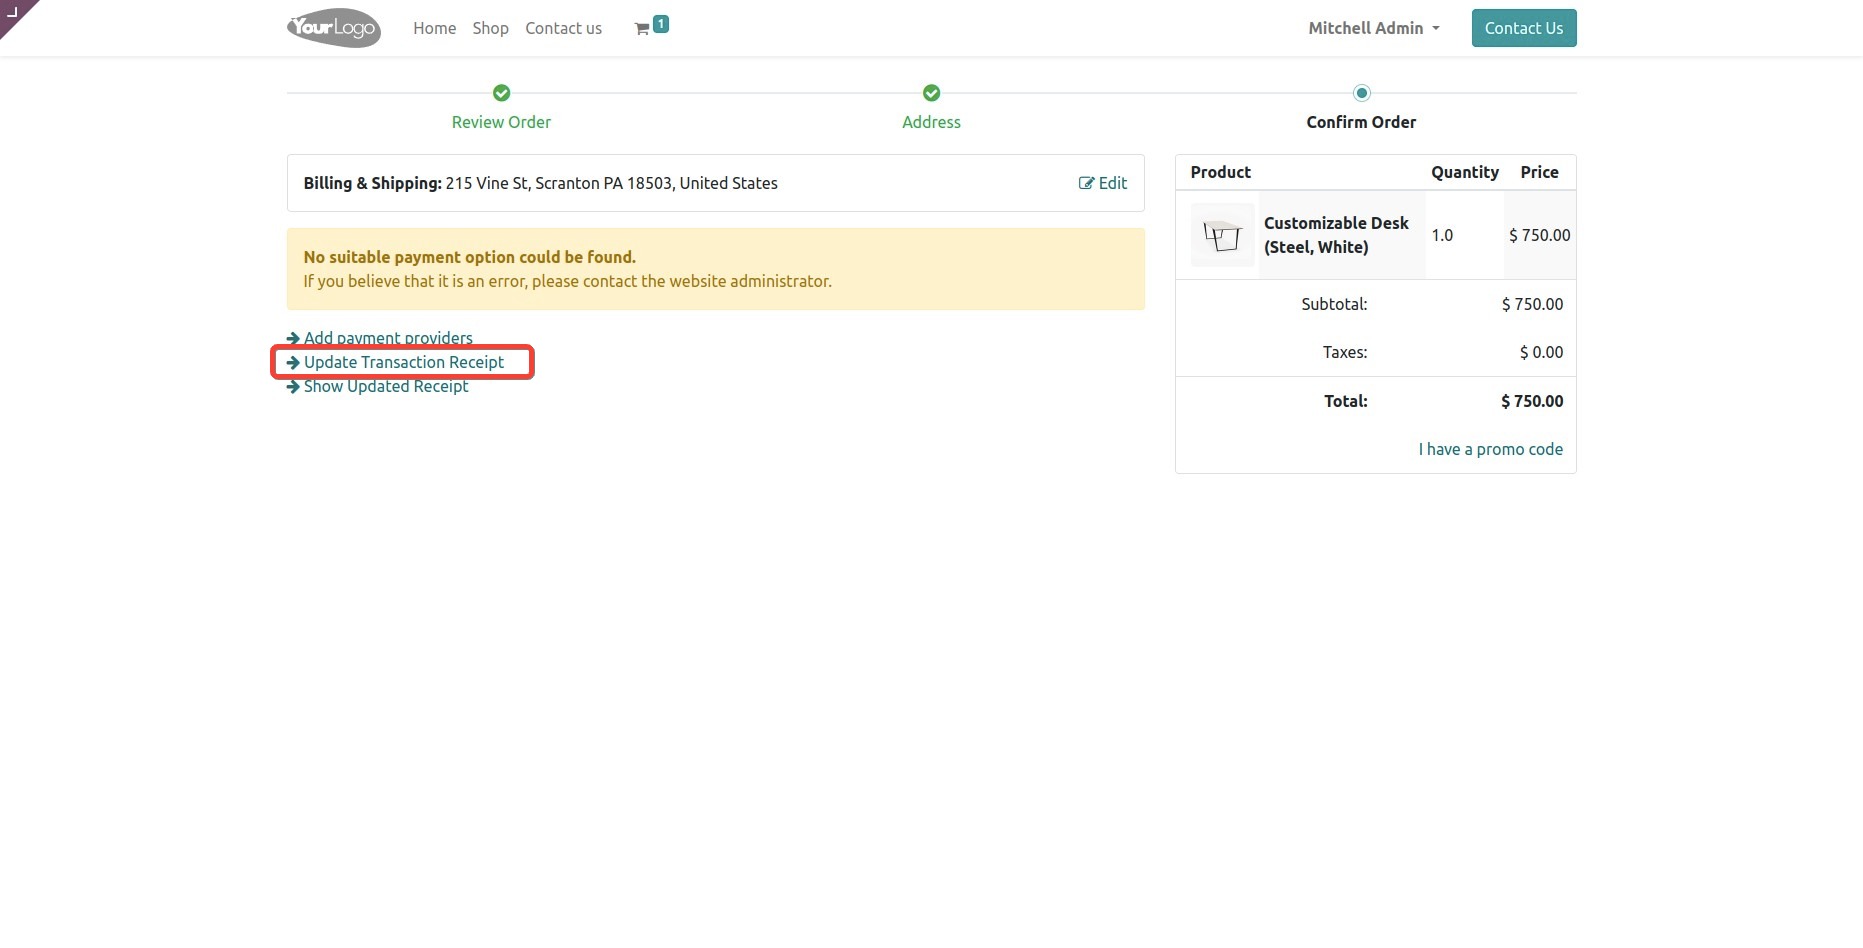 YourLogo
Home Shop Contact us 1 Mitchell Admin Contact Us
Review Order Address Confirm Order
Billing & Shipping: 215 Vine St, Scranton PA 18503, United States Edit
No suitable payment option could be found.
If you believe that it is an error, please contact the website administrator.
Add payment providers
Update Transaction Receipt
Show Updated Receipt
Product Quantity Price
Customizable Desk
(Steel, White)
1.0 $ 750.00
Subtotal: $ 750.00
Taxes: $ 0.00
Total: $ 750.00
I have a promo code